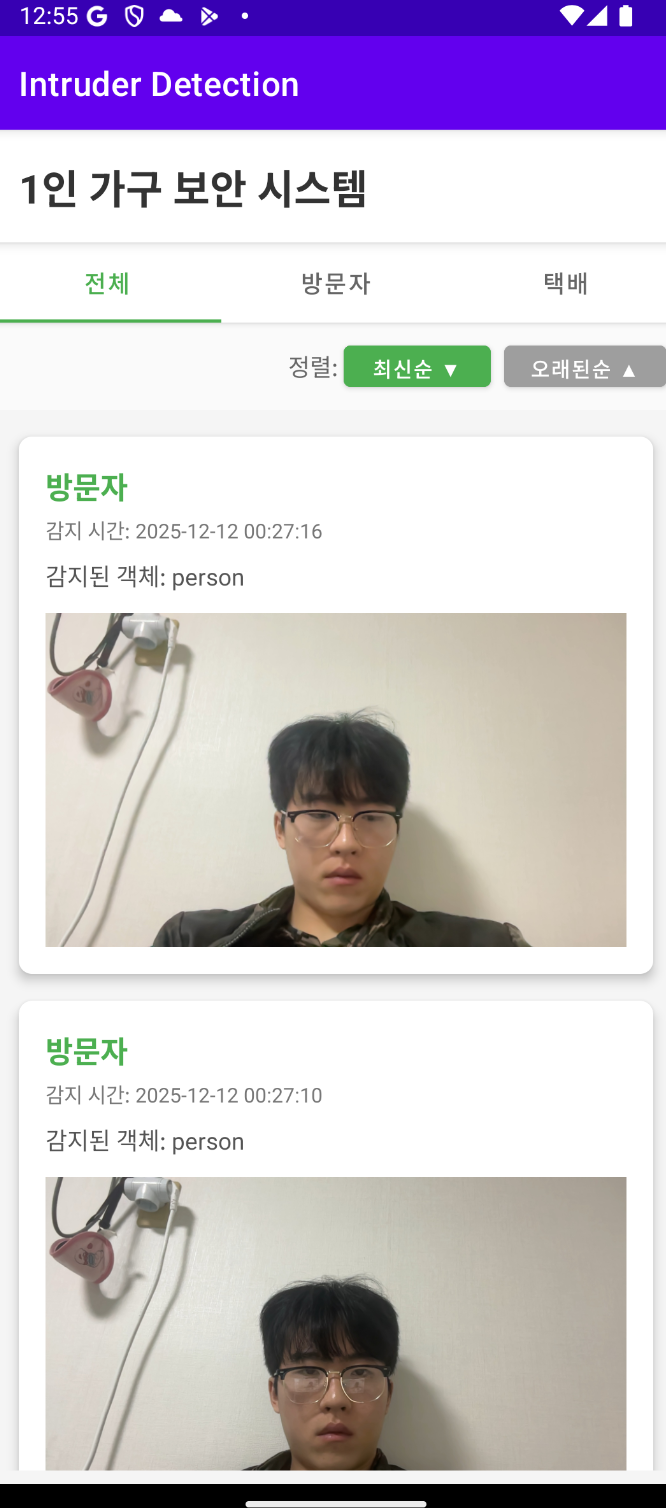 12:55
Intruder Detection
1인 가구 보안 시스템
전체 방문자 택배
정렬: 최신순 ▼ 오래된순 ▲
방문자
감지 시간: 2025-12-12 00:27:16
감지된 객체: person
방문자
감지 시간: 2025-12-12 00:27:10
감지된 객체: person